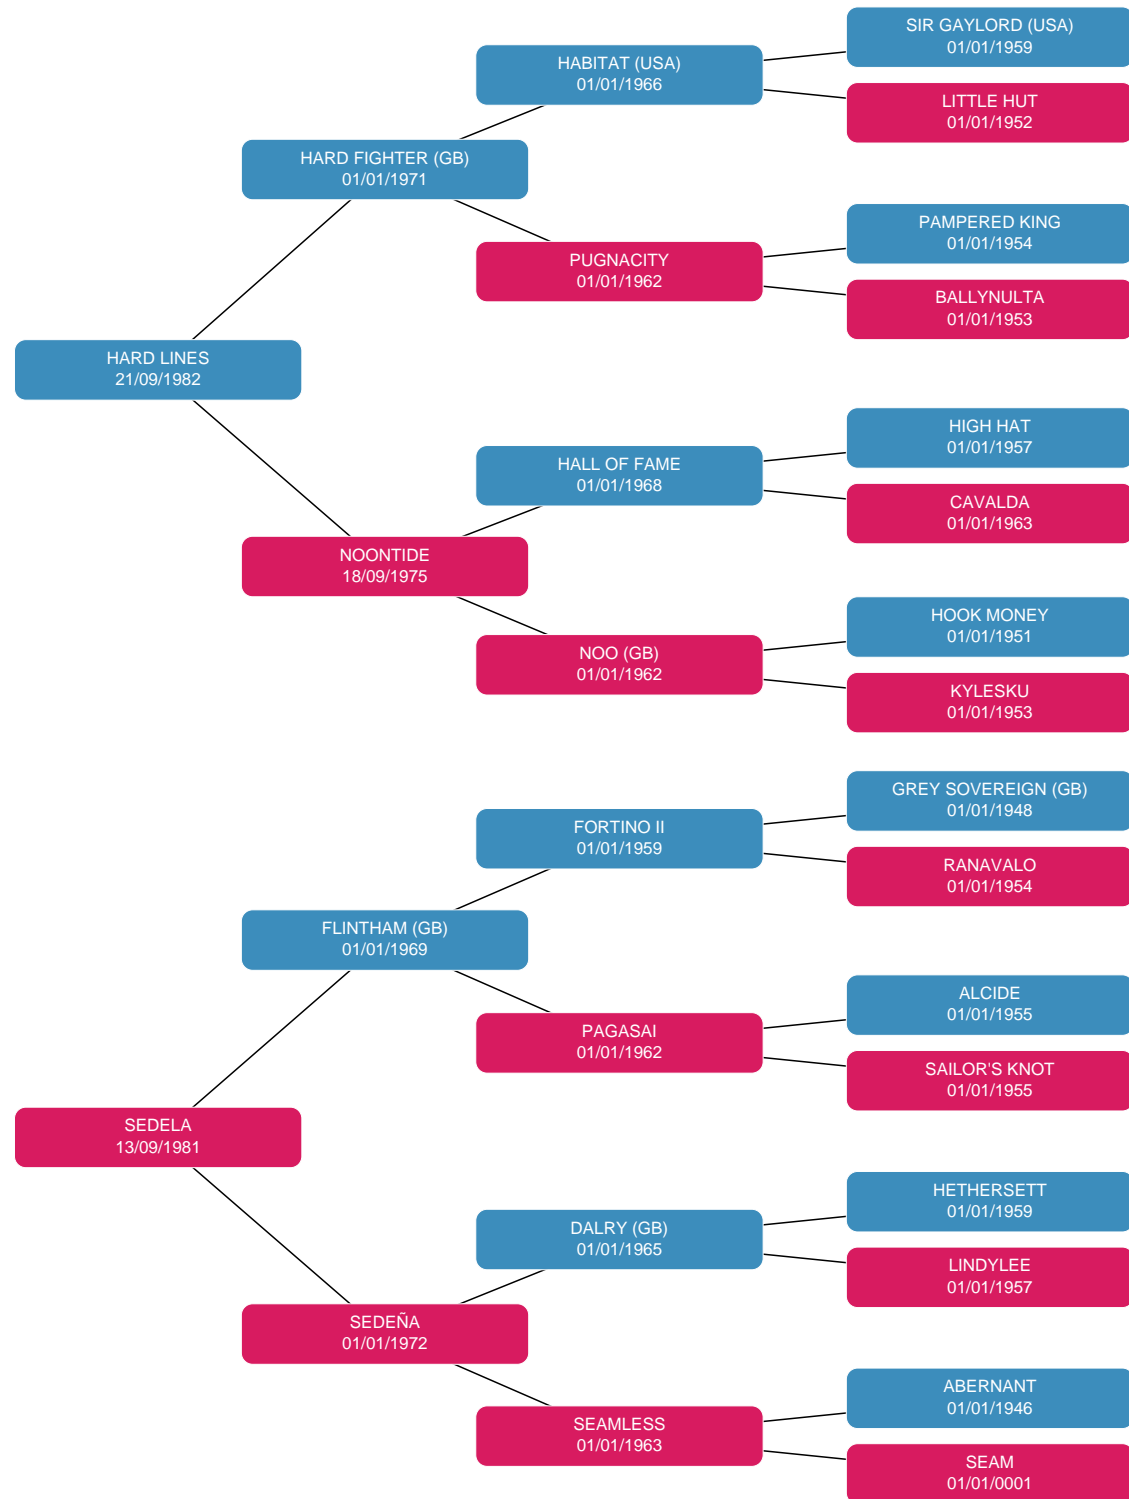 SIR GAYLORD (USA)
01/01/1959
HABITAT (USA)
01/01/1966
LITTLE HUT
01/01/1952
HARD FIGHTER (GB)
01/01/1971
PAMPERED KING
01/01/1954
PUGNACITY
01/01/1962
BALLYNULTA
01/01/1953
HARD LINES
21/09/1982
HIGH HAT
01/01/1957
HALL OF FAME
01/01/1968
CAVALDA
01/01/1963
NOONTIDE
18/09/1975
HOOK MONEY
01/01/1951
NOO (GB)
01/01/1962
KYLESKU
01/01/1953
GREY SOVEREIGN (GB)
01/01/1948
FORTINO II
01/01/1959
RANAVALO
01/01/1954
FLINTHAM (GB)
01/01/1969
ALCIDE
01/01/1955
PAGASAI
01/01/1962
SAILOR'S KNOT
01/01/1955
SEDELA
13/09/1981
HETHERSETT
01/01/1959
DALRY (GB)
01/01/1965
LINDYLEE
01/01/1957
SEDEÑA
01/01/1972
ABERNANT
01/01/1946
SEAMLESS
01/01/1963
SEAM
01/01/0001